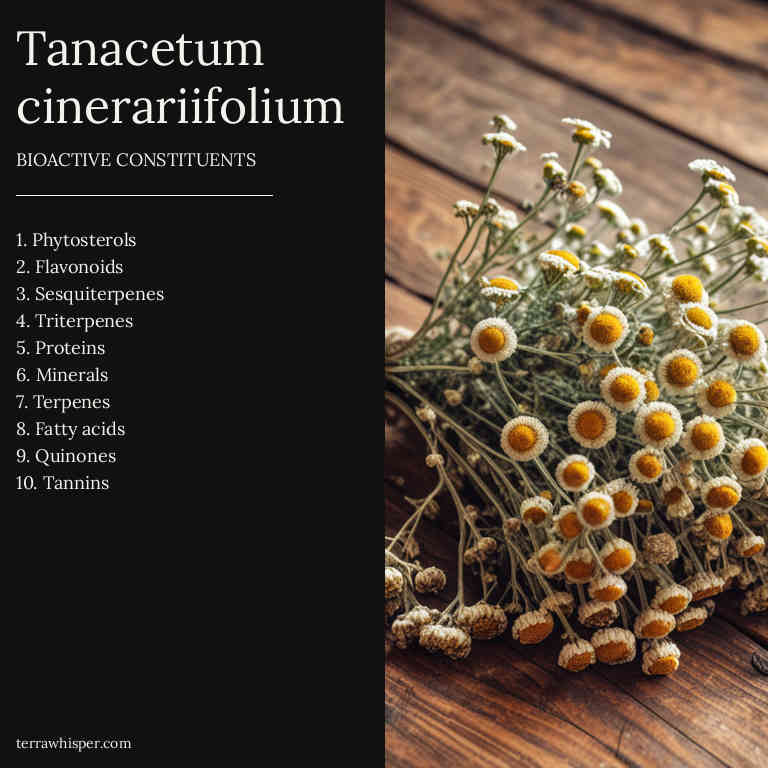 Tanacetum
cinerariifolium
BIOACTIVE CONSTITUENTS
1. Phytosterols
2. Flavonoids
3. Sesquiterpenes
4. Triterpenes
5. Proteins
6. Minerals
7. Terpenes
8. Fatty acids
9. Quinones
10. Tannins
terrawhisper.com